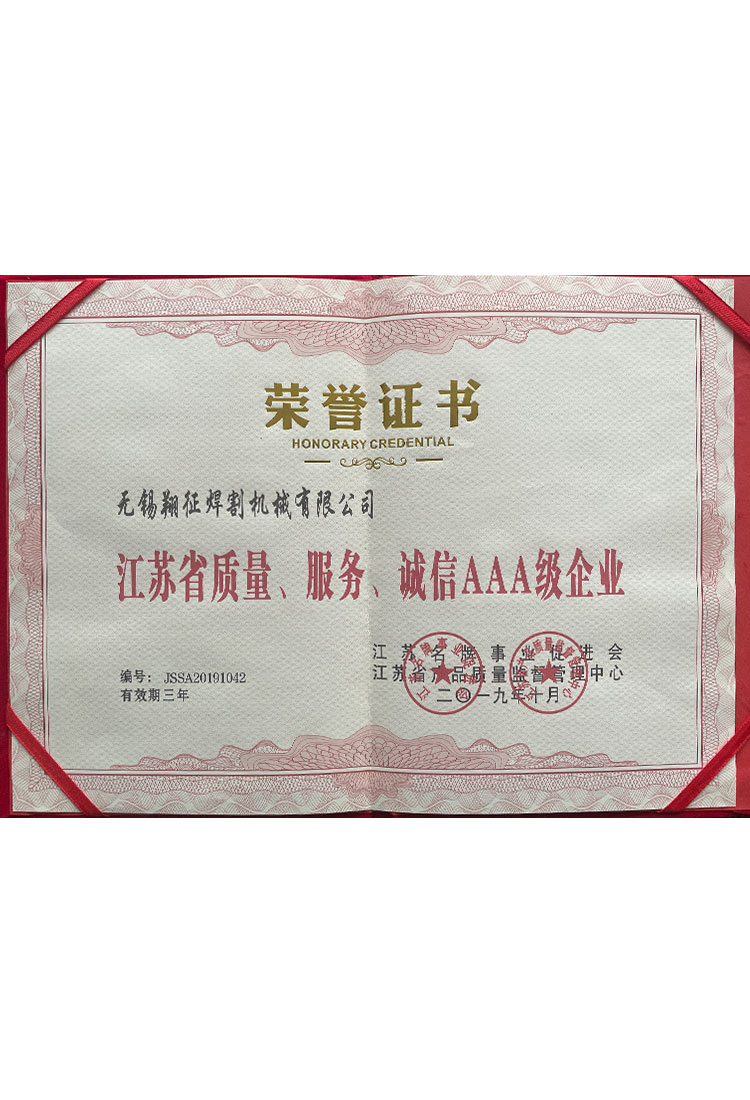 荣誉证书
HONORARY CREDENTIAL
无锡翔征焊割机械有限公司
江苏省质量、服务、诚信AAA级企业
江苏名牌事业促进会
江苏省产品质量监督管理中心
二〇一九年十月
编号: JSSA20191042
有效期三年